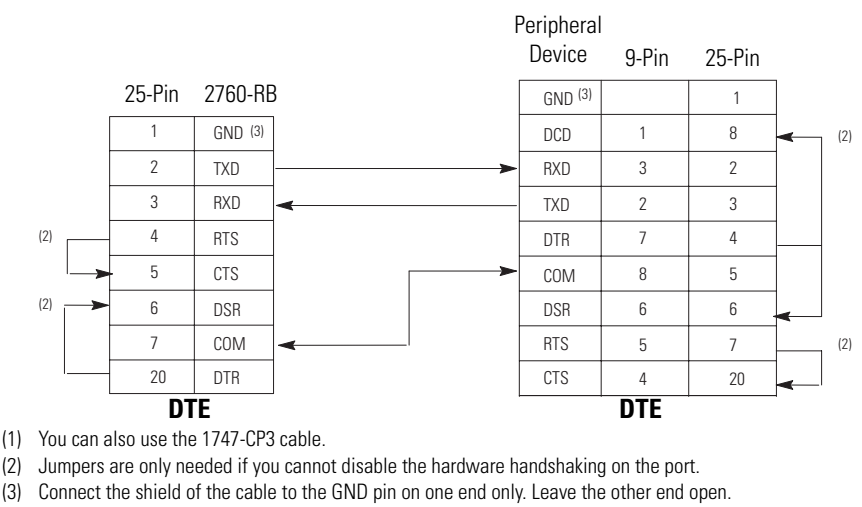 Peripheral
Device 9-Pin 25-Pin
25-Pin 2760-RB
GND (3) 1
DCD 1 8 (2)
RXD 3 2
TXD 2 3
DTR 7 4
COM 8 5
DSR 6 6
RTS 5 7 (2)
CTS 4 20
1 GND (3)
2 TXD
3 RXD
(2) 4 RTS
5 CTS
(2) 6 DSR
7 COM
20 DTR
DTE DTE
(1) You can also use the 1747-CP3 cable.
(2) Jumpers are only needed if you cannot disable the hardware handshaking on the port.
(3) Connect the shield of the cable to the GND pin on one end only. Leave the other end open.